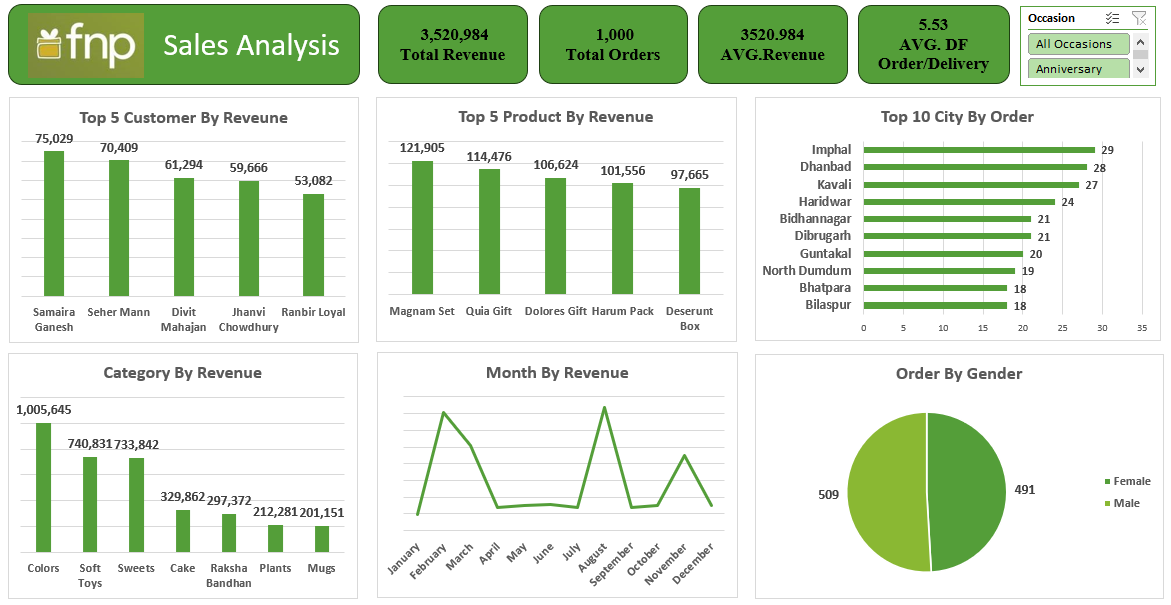 fnp
Sales Analysis
3,520,984
Total Revenue
1,000
Total Orders
3520.984
AVG.Revenue
5.53
AVG. DF
Order/Delivery
Occasion
All Occasions
Anniversary
Top 5 Customer By Reveune
75,029
70,409
61,294
59,666
53,082
Samaira
Ganesh
Seher Mann
Divit
Mahajan
Jhanvi
Chowdhury
Ranbir Loyal
Top 5 Product By Revenue
121,905
114,476
106,624
101,556
97,665
Magnam Set
Quia Gift
Dolores Gift
Harum Pack
Deserunt
Box
Top 10 City By Order
Imphal 29
Dhanbad 28
Kavali 27
Haridwar 24
Bidhannagar 21
Dibrugarh 21
Guntakal 20
North Dumdum 19
Bhatpara 18
Bilaspur 18
0 5 10 15 20 25 30 35
Category By Revenue
1,005,645
740,831
733,842
329,862
297,372
212,281
201,151
Colors
Soft
Toys
Sweets
Cake
Raksha
Bandhan
Plants
Mugs
Month By Revenue
January
February
March
April
May
June
July
August
September
October
November
December
Order By Gender
509
491
Female
Male